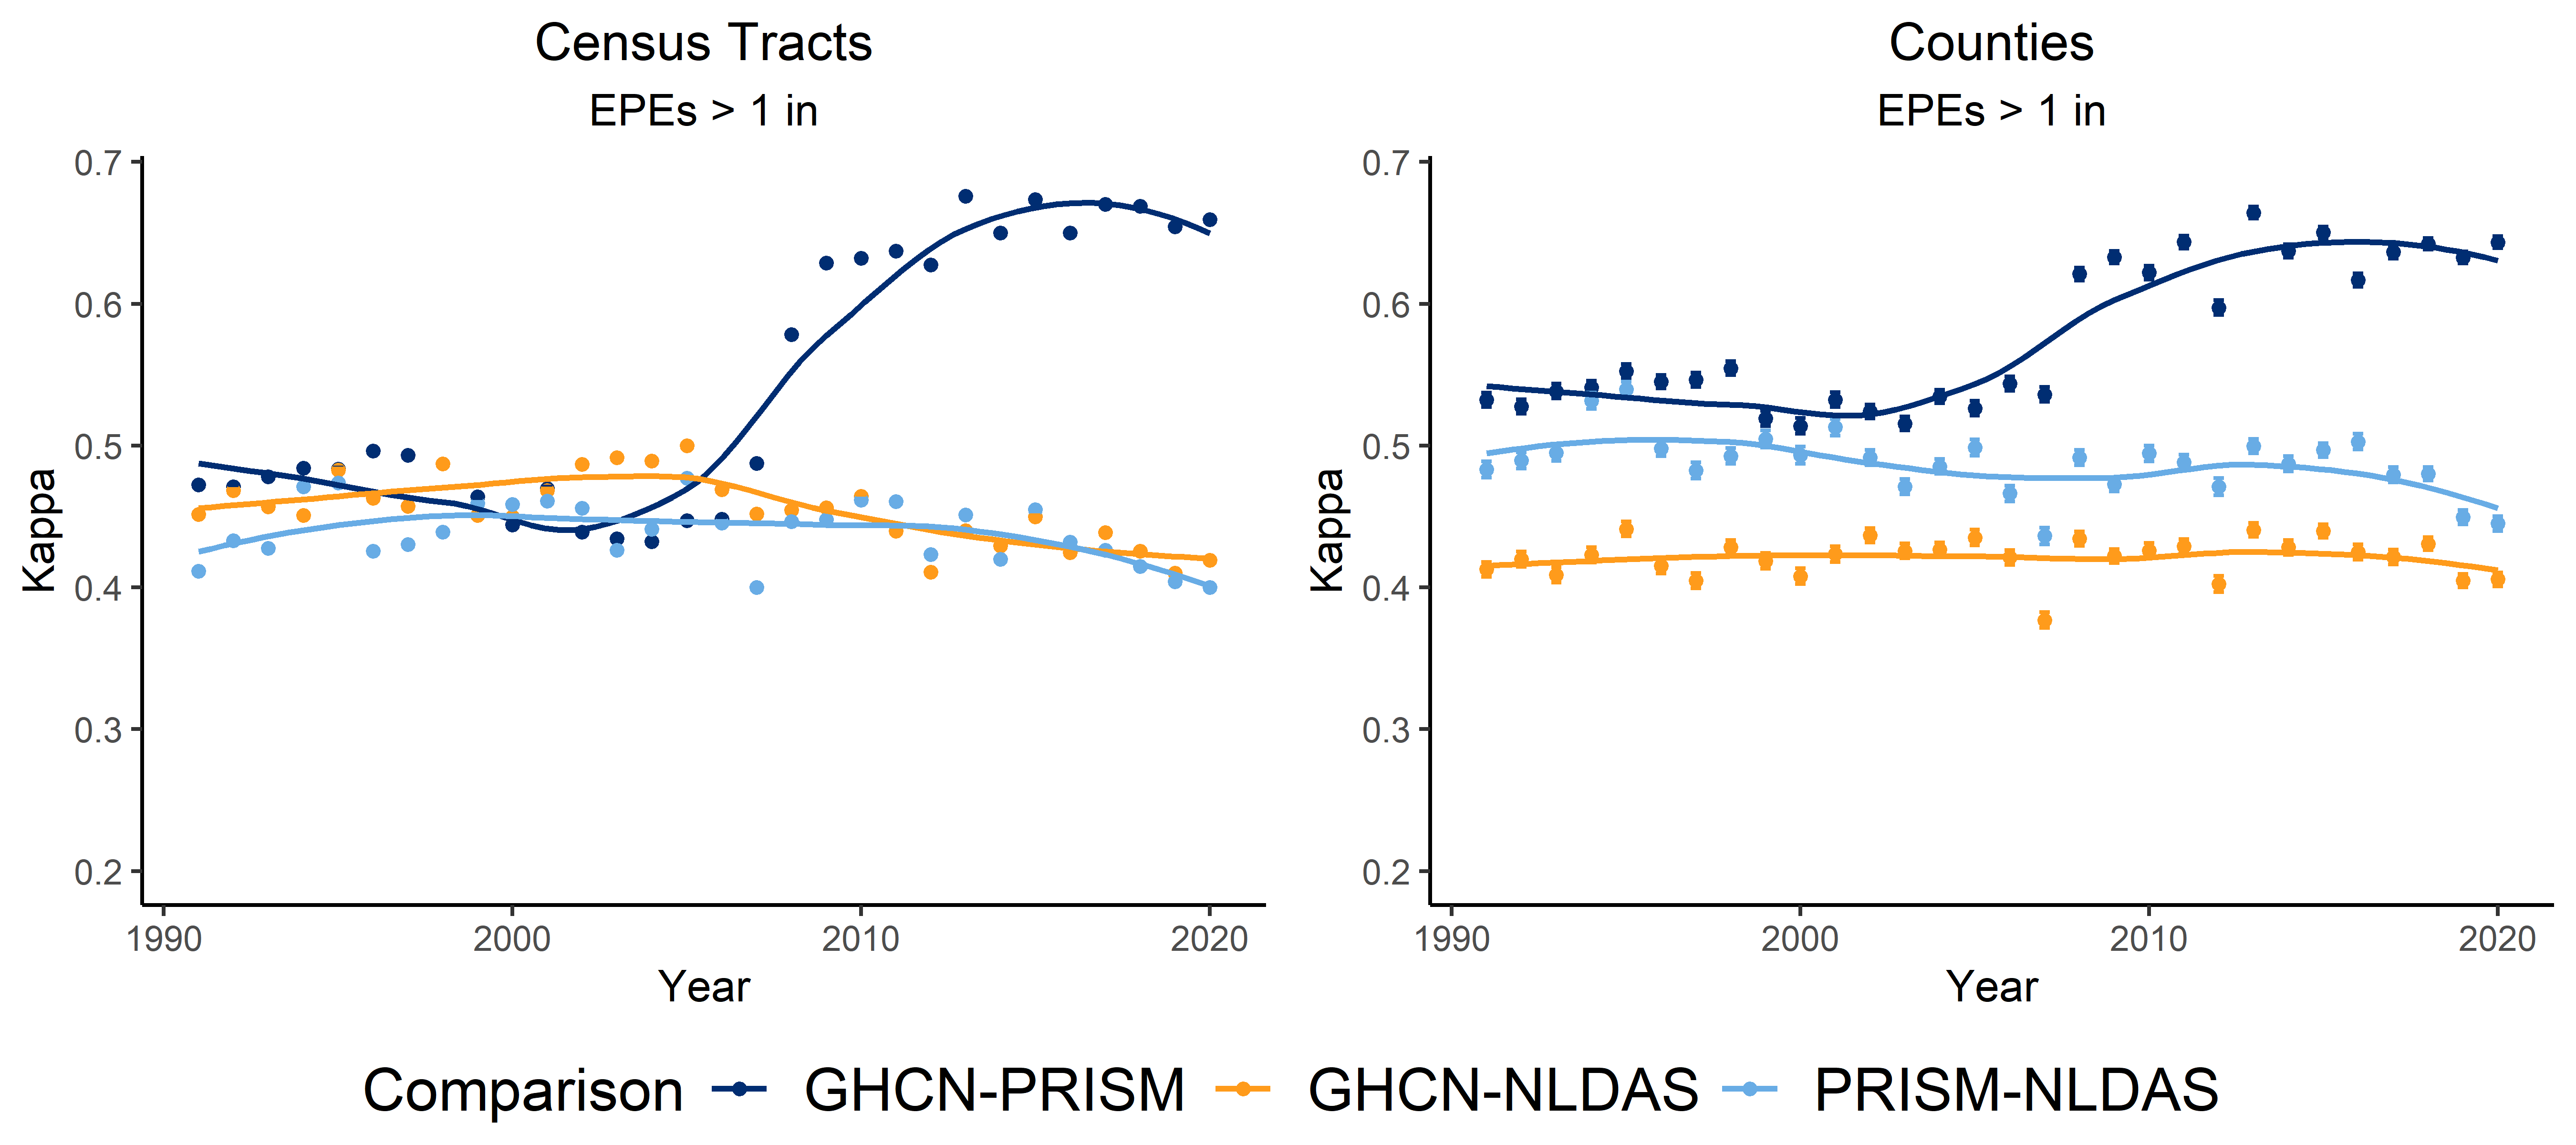 Census Tracts
EPEs > 1 in
Kappa
0.7
0.6
0.5
0.4
0.3
0.2
1990 2000 2010 2020
Year
Counties
EPEs > 1 in
Kappa
0.7
0.6
0.5
0.4
0.3
0.2
1990 2000 2010 2020
Year
Comparison GHCN-PRISM GHCN-NLDAS PRISM-NLDAS